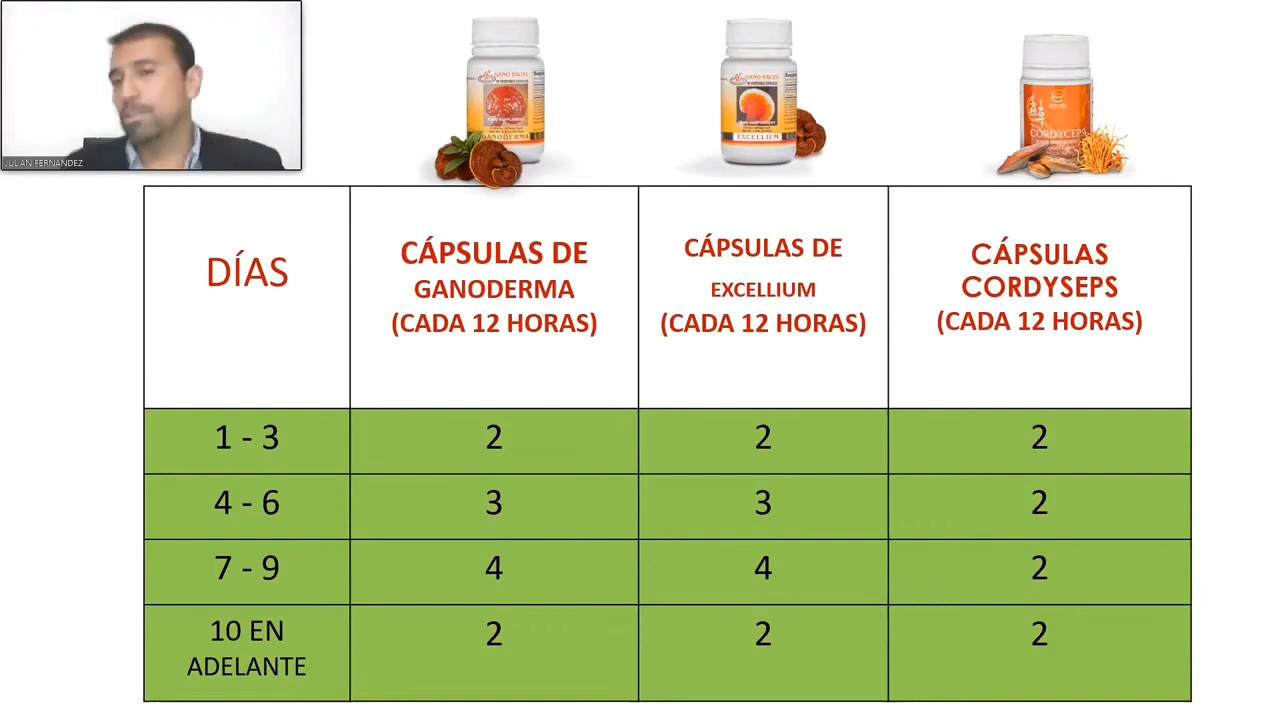 JULIAN FERNANDEZ
GANO EXCEL
GANODERMA
GANO EXCEL
EXCELLIUM
CORDYCEPS
DÍAS
CÁPSULAS DE
GANODERMA
(CADA 12 HORAS)
CÁPSULAS DE
EXCELLIUM
(CADA 12 HORAS)
CÁPSULAS
CORDYSEPS
(CADA 12 HORAS)
1 - 3 2 2 2
4 - 6 3 3 2
7 - 9 4 4 2
10 EN
ADELANTE 2 2 2